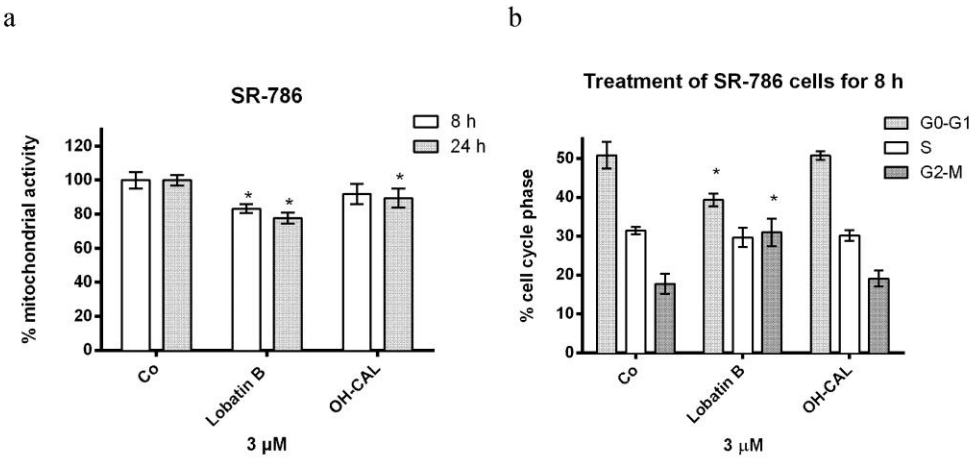 a
SR-786
8 h
24 h
% mitochondrial activity
120
100
80
60
40
20
0
*
*
*
Co
Lobatin B
OH-CAL
3 µM
b
Treatment of SR-786 cells for 8 h
G0-G1
S
G2-M
% cell cycle phase
50
40
30
20
10
0
*
*
Co
Lobatin B
OH-CAL
3 µM